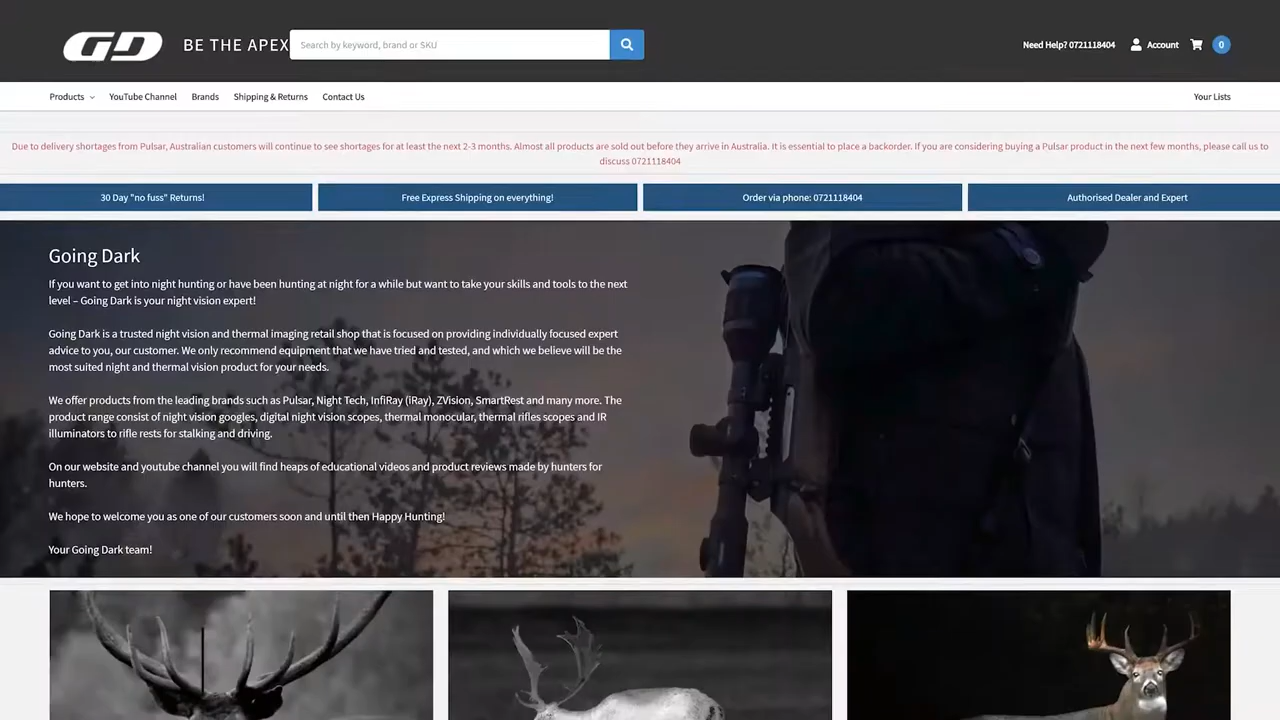 GD BE THE APEX
Search by keyword, brand or SKU
Need Help? 0721118404
Account
0
Products
YouTube Channel
Brands
Shipping & Returns
Contact Us
Your Lists
Due to delivery shortages from Pulsar, Australian customers will continue to see shortages for at least the next 2-3 months. Almost all products are sold out before they arrive in Australia. It is essential to place a backorder. If you are considering buying a Pulsar product in the next few months, please call us to
discuss 0721118404
30 Day "no fuss" Returns!
Free Express Shipping on everything!
Order via phone: 0721118404
Authorised Dealer and Expert
Going Dark
If you want to get into night hunting or have been hunting at night for a while but want to take your skills and tools to the next
level – Going Dark is your night vision expert!
Going Dark is a trusted night vision and thermal imaging retail shop that is focused on providing individually focused expert
advice to you, our customer. We only recommend equipment that we have tried and tested, and which we believe will be the
most suited night and thermal vision product for your needs.
We offer products from the leading brands such as Pulsar, Night Tech, InfiRay (iRay), ZVision, SmartRest and many more. The
product range consist of night vision googles, digital night vision scopes, thermal monocular, thermal rifles scopes and IR
illuminators to rifle rests for stalking and driving.
On our website and youtube channel you will find heaps of educational videos and product reviews made by hunters for
hunters.
We hope to welcome you as one of our customers soon and until then Happy Hunting!
Your Going Dark team!